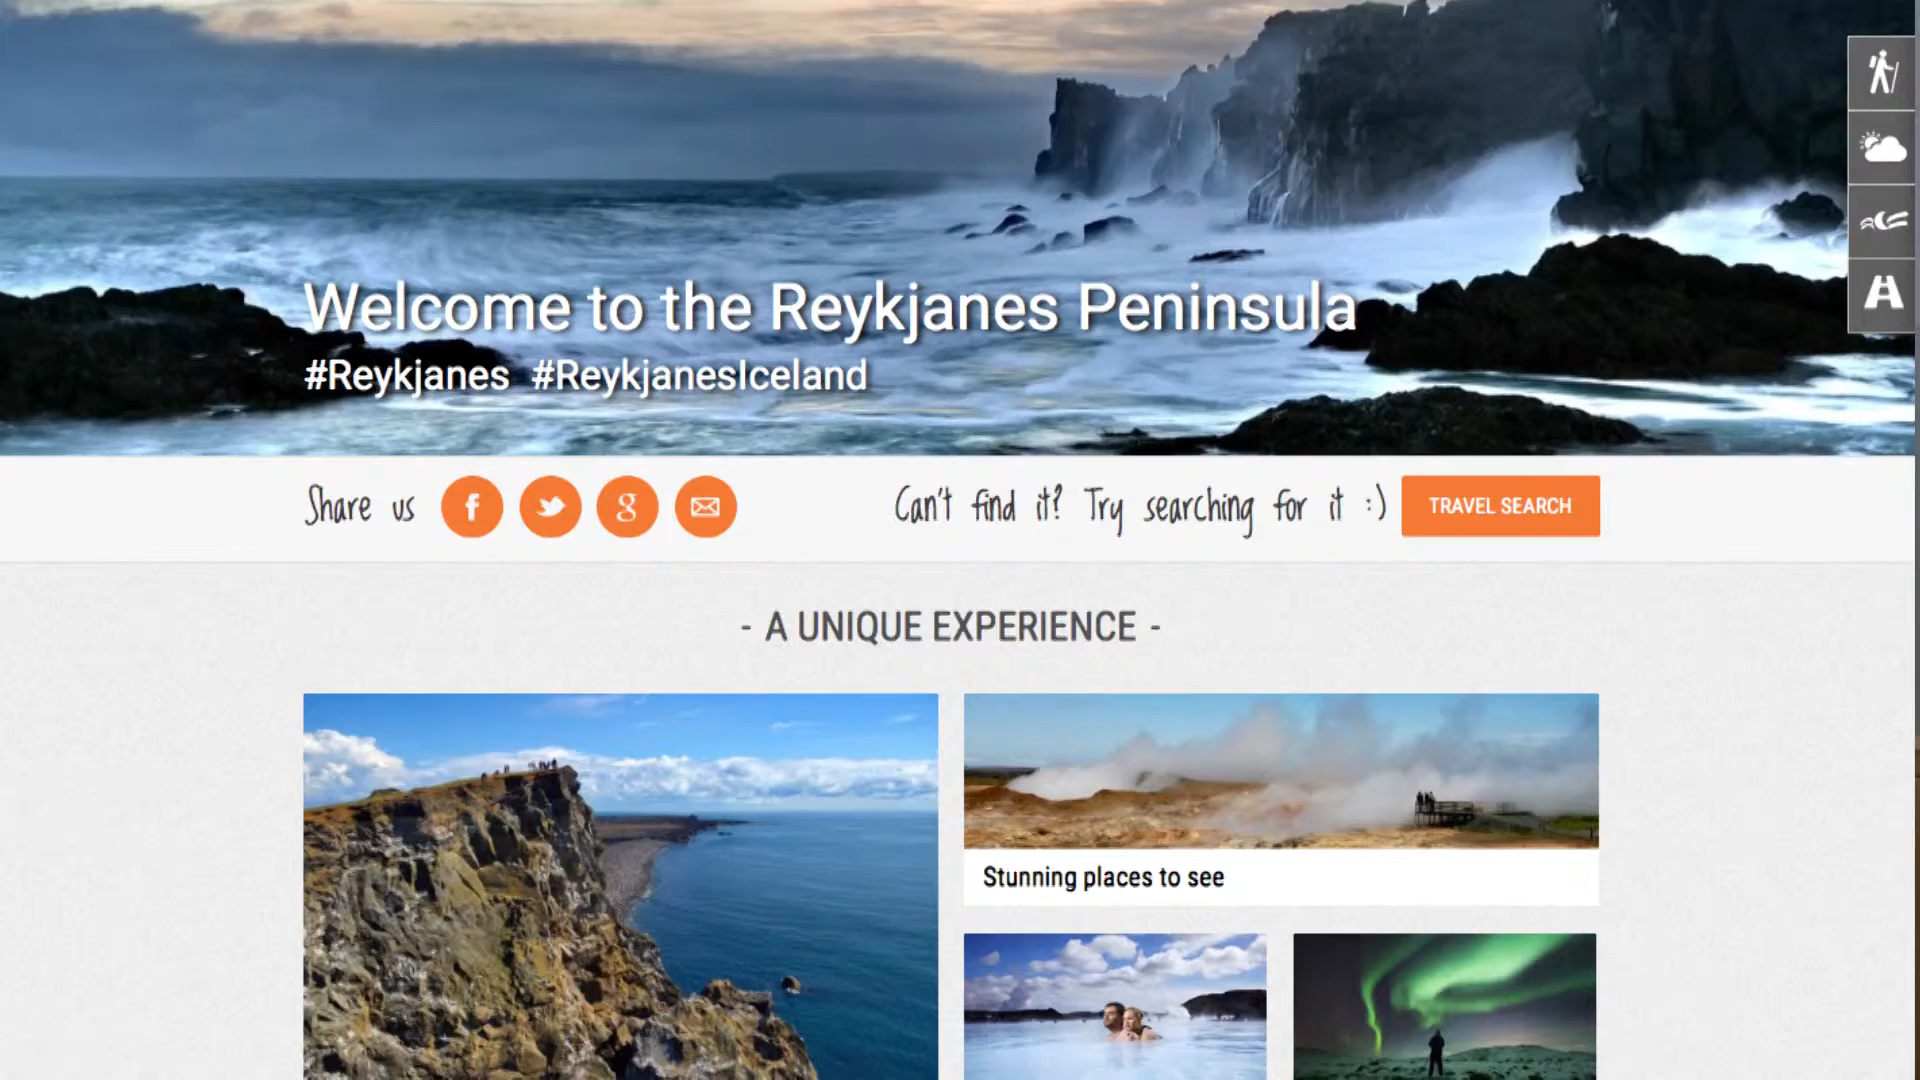 Welcome to the Reykjanes Peninsula
#Reykjanes #ReykjanesIceland
Share us
Can't find it? Try searching for it :)
TRAVEL SEARCH
- A UNIQUE EXPERIENCE -
Stunning places to see